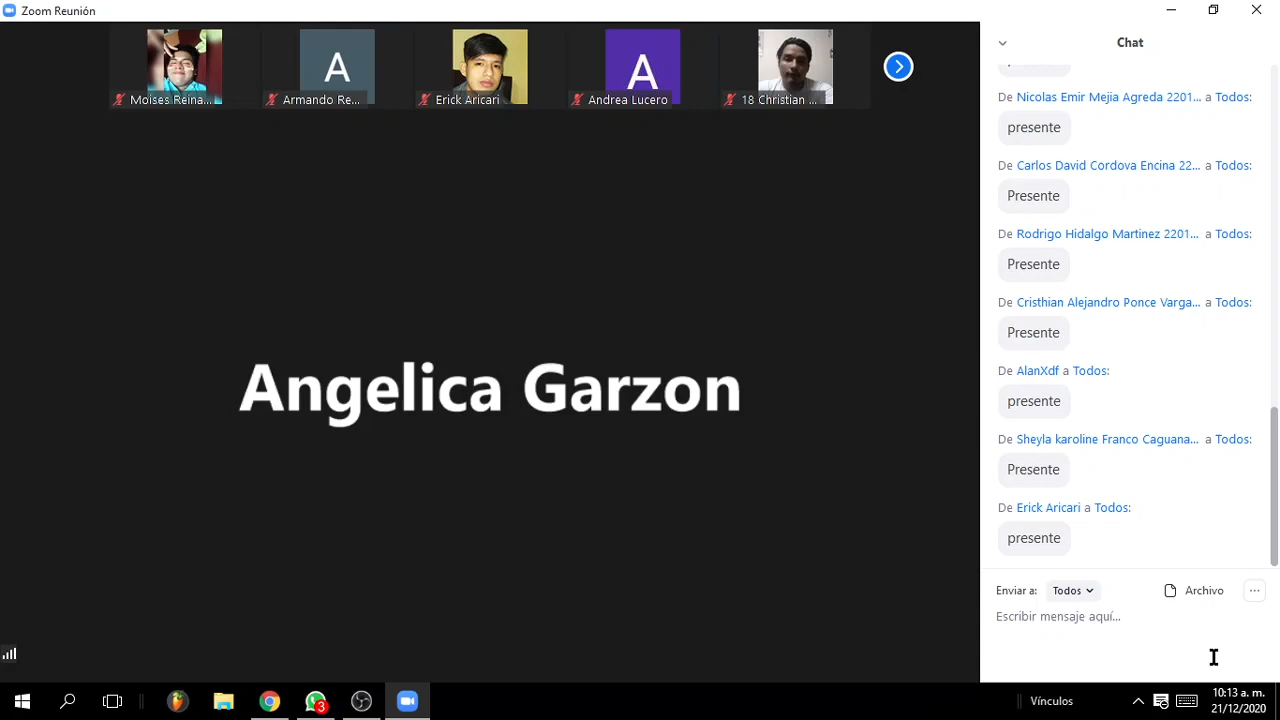 Zoom Reunión
Moises Reina...
A
Armando Re...
Erick Aricari
A
Andrea Lucero
18 Christian ...
Angelica Garzon
Chat
De Nicolas Emir Mejia Agreda 2201... a Todos:
presente
De Carlos David Cordova Encina 22... a Todos:
Presente
De Rodrigo Hidalgo Martinez 2201... a Todos:
Presente
De Cristhian Alejandro Ponce Varga... a Todos:
Presente
De AlanXdf a Todos:
presente
De Sheyla karoline Franco Caguana... a Todos:
Presente
De Erick Aricari a Todos:
presente
Enviar a: Todos
Archivo
Escribir mensaje aquí...
3
Vínculos
10:13 a. m.
21/12/2020